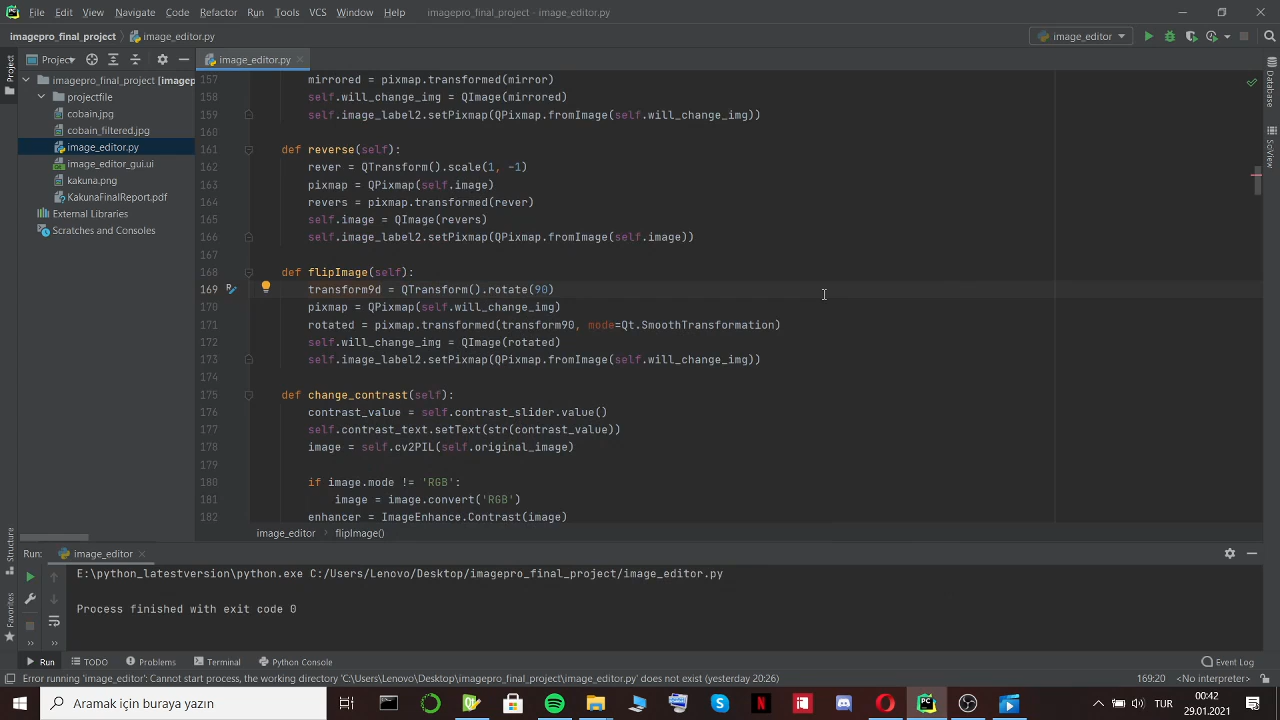 File Edit View Navigate Code Refactor Run Tools VCS Window Help imagepro_final_project - image_editor.py
imagepro_final_project image_editor.py image_editor
Project image_editor.py
Project
imagepro_final_project [imagep
projectfile
cobain.jpg
cobain_filtered.jpg
image_editor.py
image_editor_gui.ui
kakuna.png
KakunaFinalReport.pdf
External Libraries
Scratches and Consoles
157 mirrored = pixmap.transformed(mirror)
158 self.will_change_img = QImage(mirrored)
159 self.image_label2.setPixmap(QPixmap.fromImage(self.will_change_img))
160
161 def reverse(self):
162 rever = QTransform().scale(1, -1)
163 pixmap = QPixmap(self.image)
164 revers = pixmap.transformed(rever)
165 self.image = QImage(revers)
166 self.image_label2.setPixmap(QPixmap.fromImage(self.image))
167
168 def flipImage(self):
169 transform9d = QTransform().rotate(90)
170 pixmap = QPixmap(self.will_change_img)
171 rotated = pixmap.transformed(transform90, mode=Qt.SmoothTransformation)
172 self.will_change_img = QImage(rotated)
173 self.image_label2.setPixmap(QPixmap.fromImage(self.will_change_img))
174
175 def change_contrast(self):
176 contrast_value = self.contrast_slider.value()
177 self.contrast_text.setText(str(contrast_value))
178 image = self.cv2PIL(self.original_image)
179
180 if image.mode != 'RGB':
181 image = image.convert('RGB')
182 enhancer = ImageEnhance.Contrast(image)
image_editor flipImage()
Database
SciView
Structure
Favorites
Run: image_editor
E:\python_latestversion\python.exe C:/Users/Lenovo/Desktop/imagepro_final_project/image_editor.py
Process finished with exit code 0
Run TODO Problems Terminal Python Console Event Log
Error running 'image_editor': Cannot start process, the working directory 'C:\Users\Lenovo\Desktop\imagepro_final_project\image_editor.py' does not exist (yesterday 20:26) 169:20 <No interpreter>
Aramak için buraya yazın TUR 00:42
29.01.2021